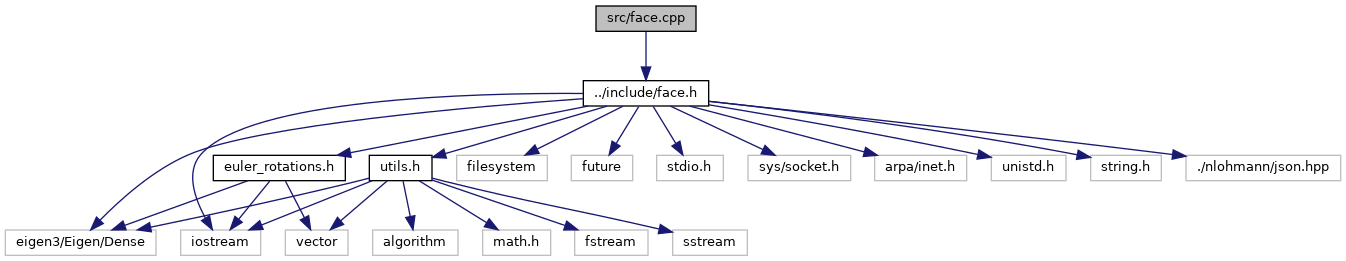 src/face.cpp
../include/face.h
euler_rotations.h
utils.h
filesystem
future
stdio.h
sys/socket.h
arpa/inet.h
unistd.h
string.h
./nlohmann/json.hpp
eigen3/Eigen/Dense
iostream
vector
algorithm
math.h
fstream
sstream